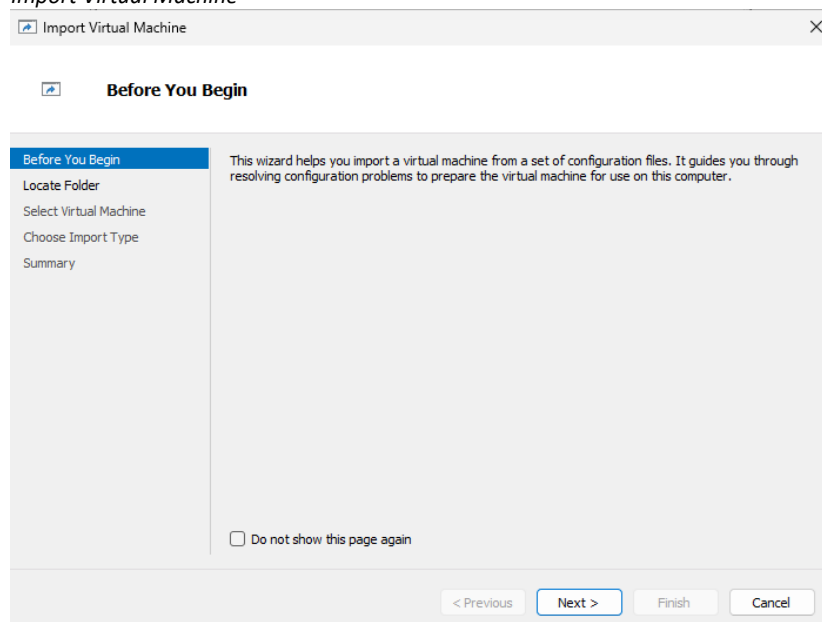 Import Virtual Machine
Import Virtual Machine
Before You Begin
Before You Begin
This wizard helps you import a virtual machine from a set of configuration files. It guides you through
resolving configuration problems to prepare the virtual machine for use on this computer.
Locate Folder
Select Virtual Machine
Choose Import Type
Summary
Do not show this page again
< Previous
Next >
Finish
Cancel